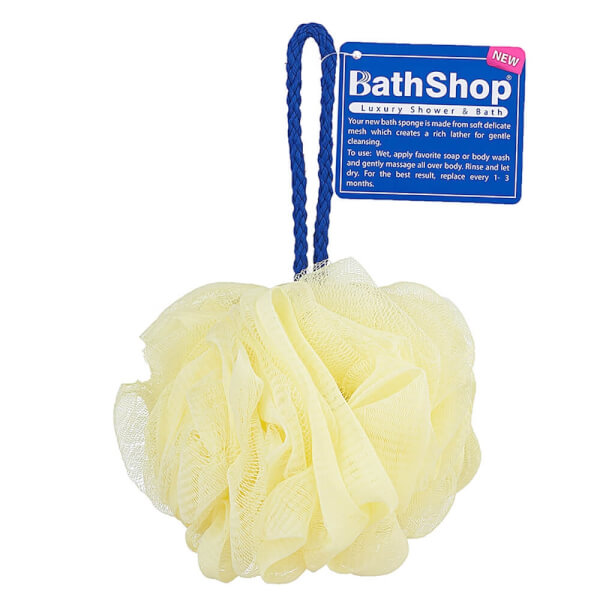 NEW
BathShop®
Luxury Shower & Bath
Your new bath sponge is made from soft delicate
mesh which creates a rich lather for gentle
cleansing.
To use: Wet, apply favorite soap or body wash
and gently massage all over body. Rinse and let
dry. For the best result, replace every 1- 3
months.